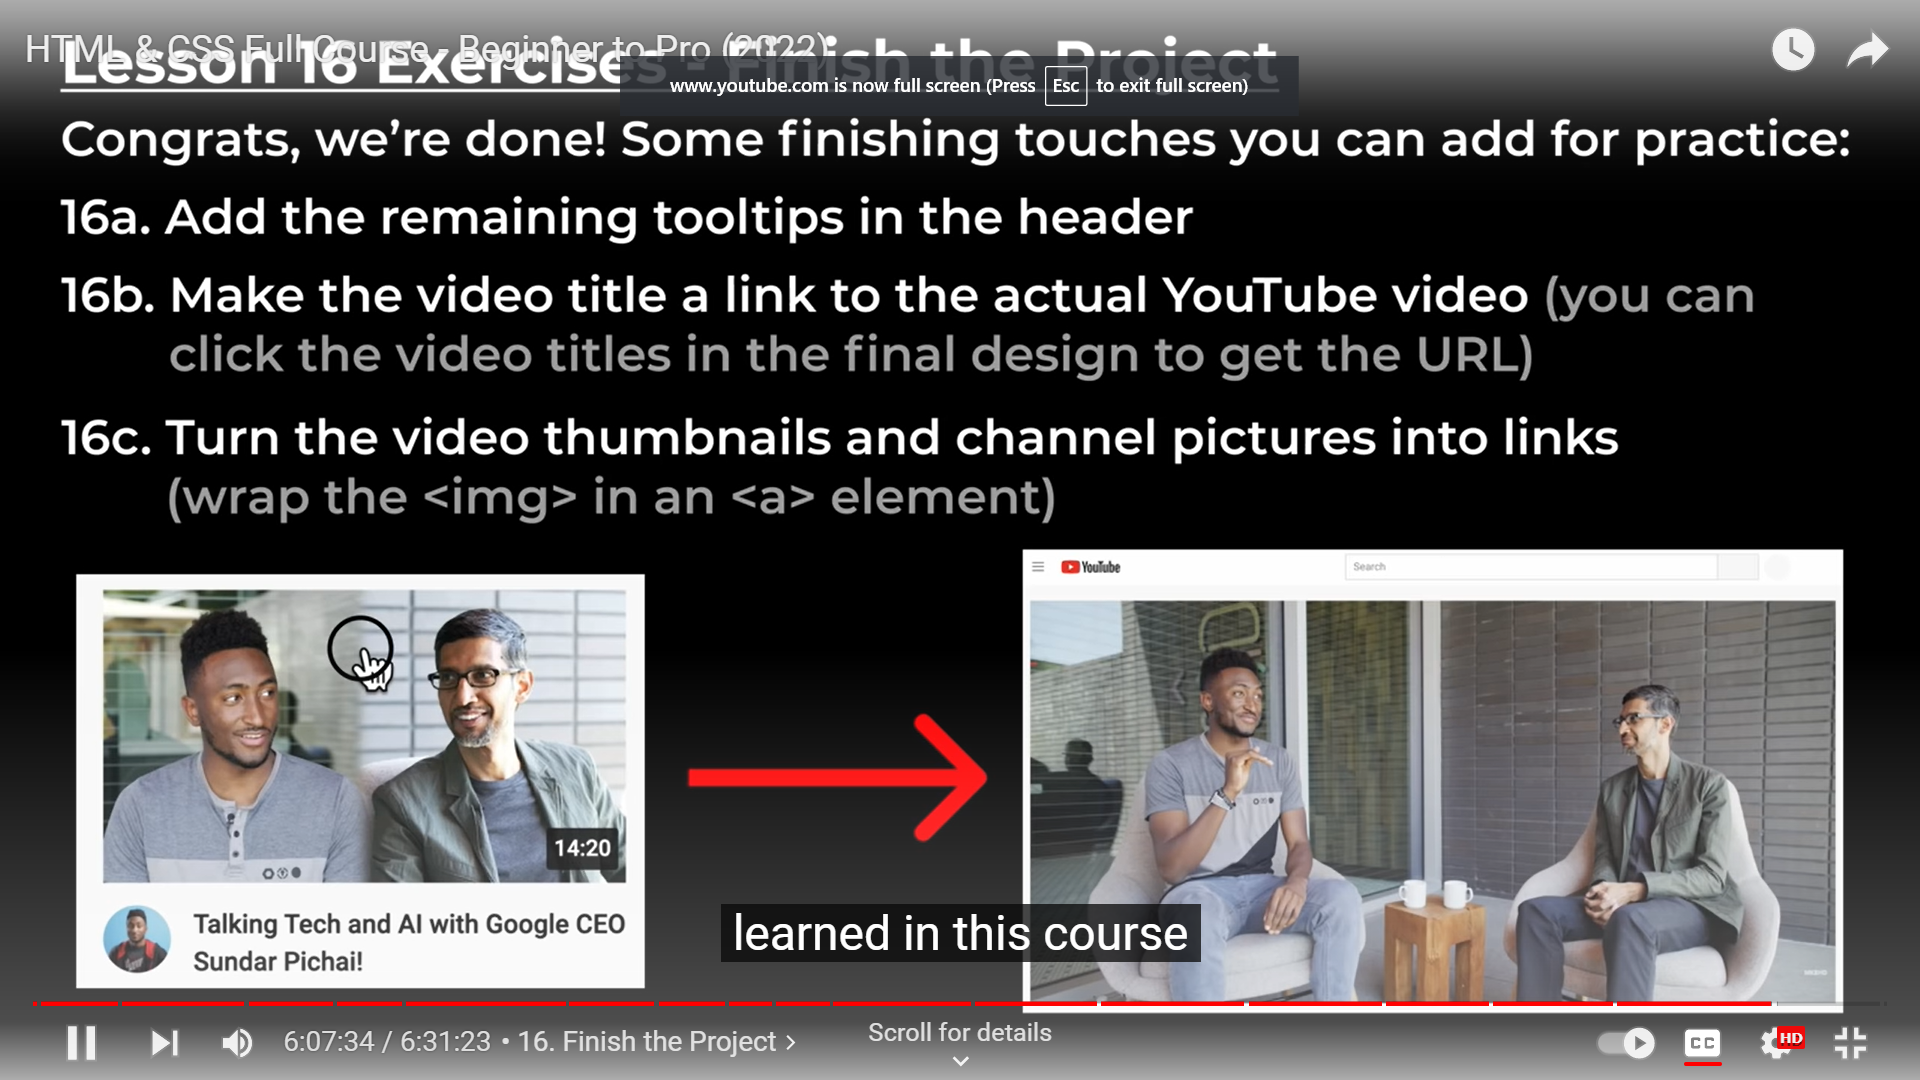 HTML & CSS Full Course - Beginner to Pro (2022)
Lesson 16 Exercises - Finish the Project
www.youtube.com is now full screen (Press Esc to exit full screen)
Congrats, we’re done! Some finishing touches you can add for practice:
16a. Add the remaining tooltips in the header
16b. Make the video title a link to the actual YouTube video (you can
click the video titles in the final design to get the URL)
16c. Turn the video thumbnails and channel pictures into links
(wrap the <img> in an <a> element)
YouTube
Search
14:20
Talking Tech and AI with Google CEO
Sundar Pichai!
learned in this course
6:07:34 / 6:31:23 • 16. Finish the Project
Scroll for details
CC
HD